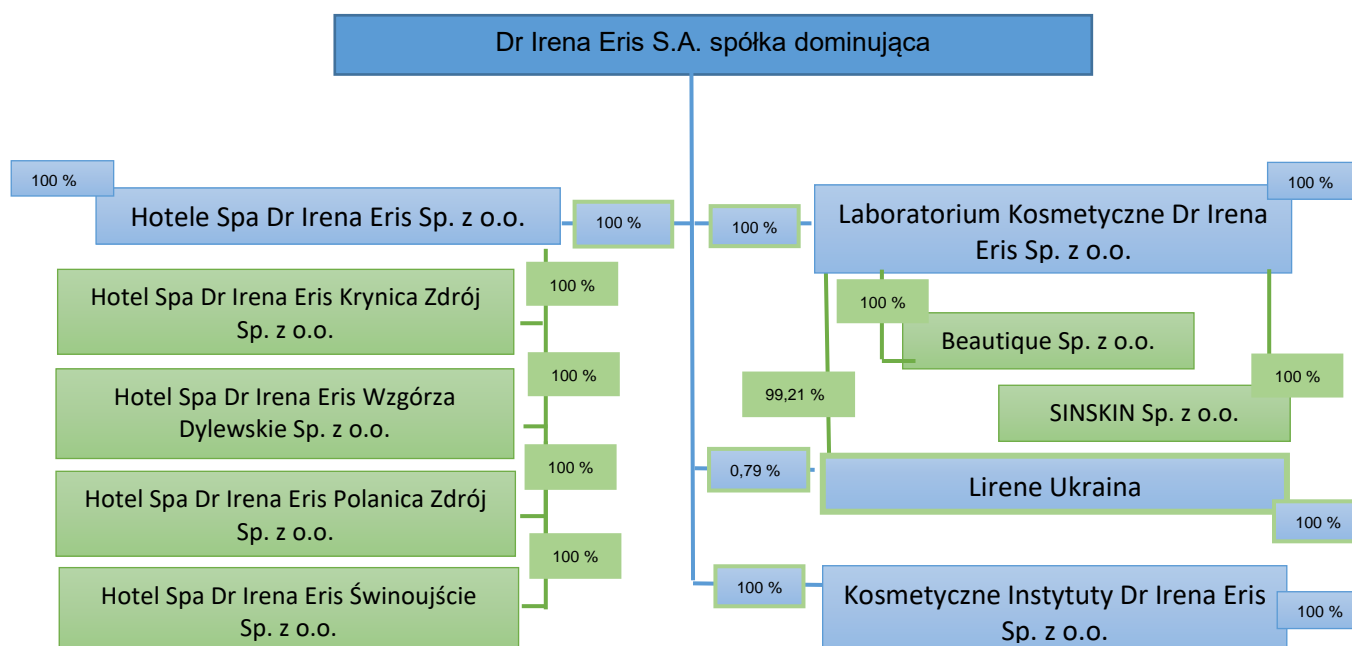 Dr Irena Eris S.A. spółka dominująca
100 %
Hotele Spa Dr Irena Eris Sp. z o.o.
100 %
100 %
Laboratorium Kosmetyczne Dr Irena
Eris Sp. z o.o.
100 %
Hotel Spa Dr Irena Eris Krynica Zdrój
Sp. z o.o.
100 %
Hotel Spa Dr Irena Eris Wzgórza
Dylewskie Sp. z o.o.
100 %
Hotel Spa Dr Irena Eris Polanica Zdrój
Sp. z o.o.
100 %
Hotel Spa Dr Irena Eris Świnoujście
Sp. z o.o.
100 %
100 %
Beautique Sp. z o.o.
100 %
SINSKIN Sp. z o.o.
99,21 %
0,79 %
Lirene Ukraina
100 %
100 %
Kosmetyczne Instytuty Dr Irena Eris
Sp. z o.o.
100 %